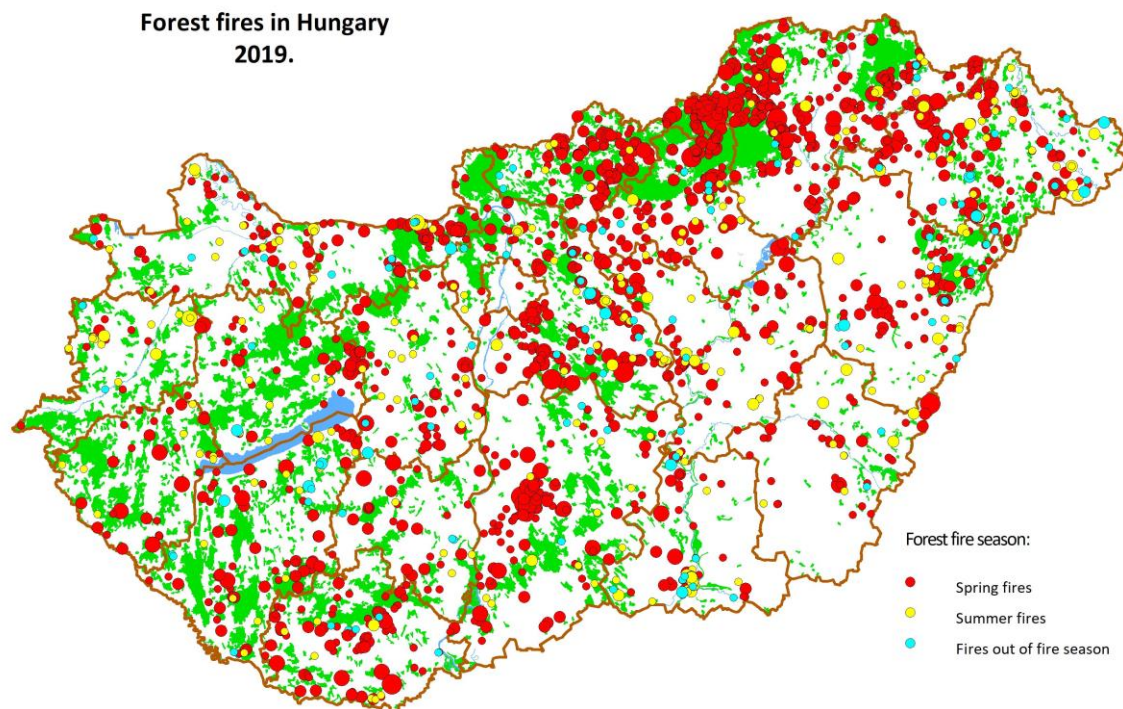 Forest fires in Hungary
2019.
Forest fire season:
Spring fires
Summer fires
Fires out of fire season